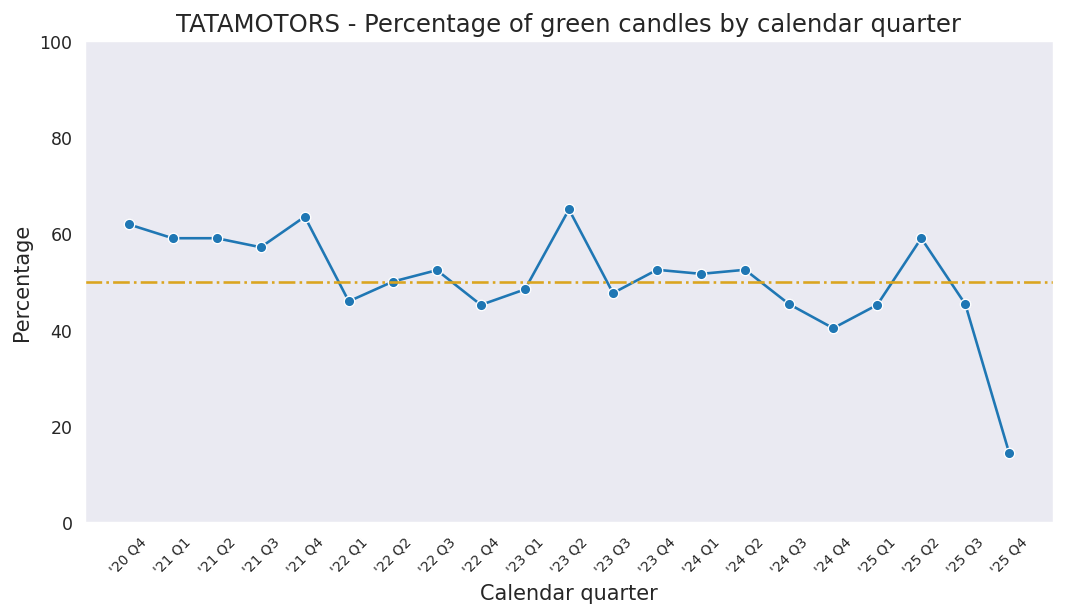 TATAMOTORS - Percentage of green candles by calendar quarter
Percentage
100
80
60
40
20
0
'20 Q4
'21 Q1
'21 Q2
'21 Q3
'21 Q4
'22 Q1
'22 Q2
'22 Q3
'22 Q4
'23 Q1
'23 Q2
'23 Q3
'23 Q4
'24 Q1
'24 Q2
'24 Q3
'24 Q4
'25 Q1
'25 Q2
'25 Q3
'25 Q4
Calendar quarter